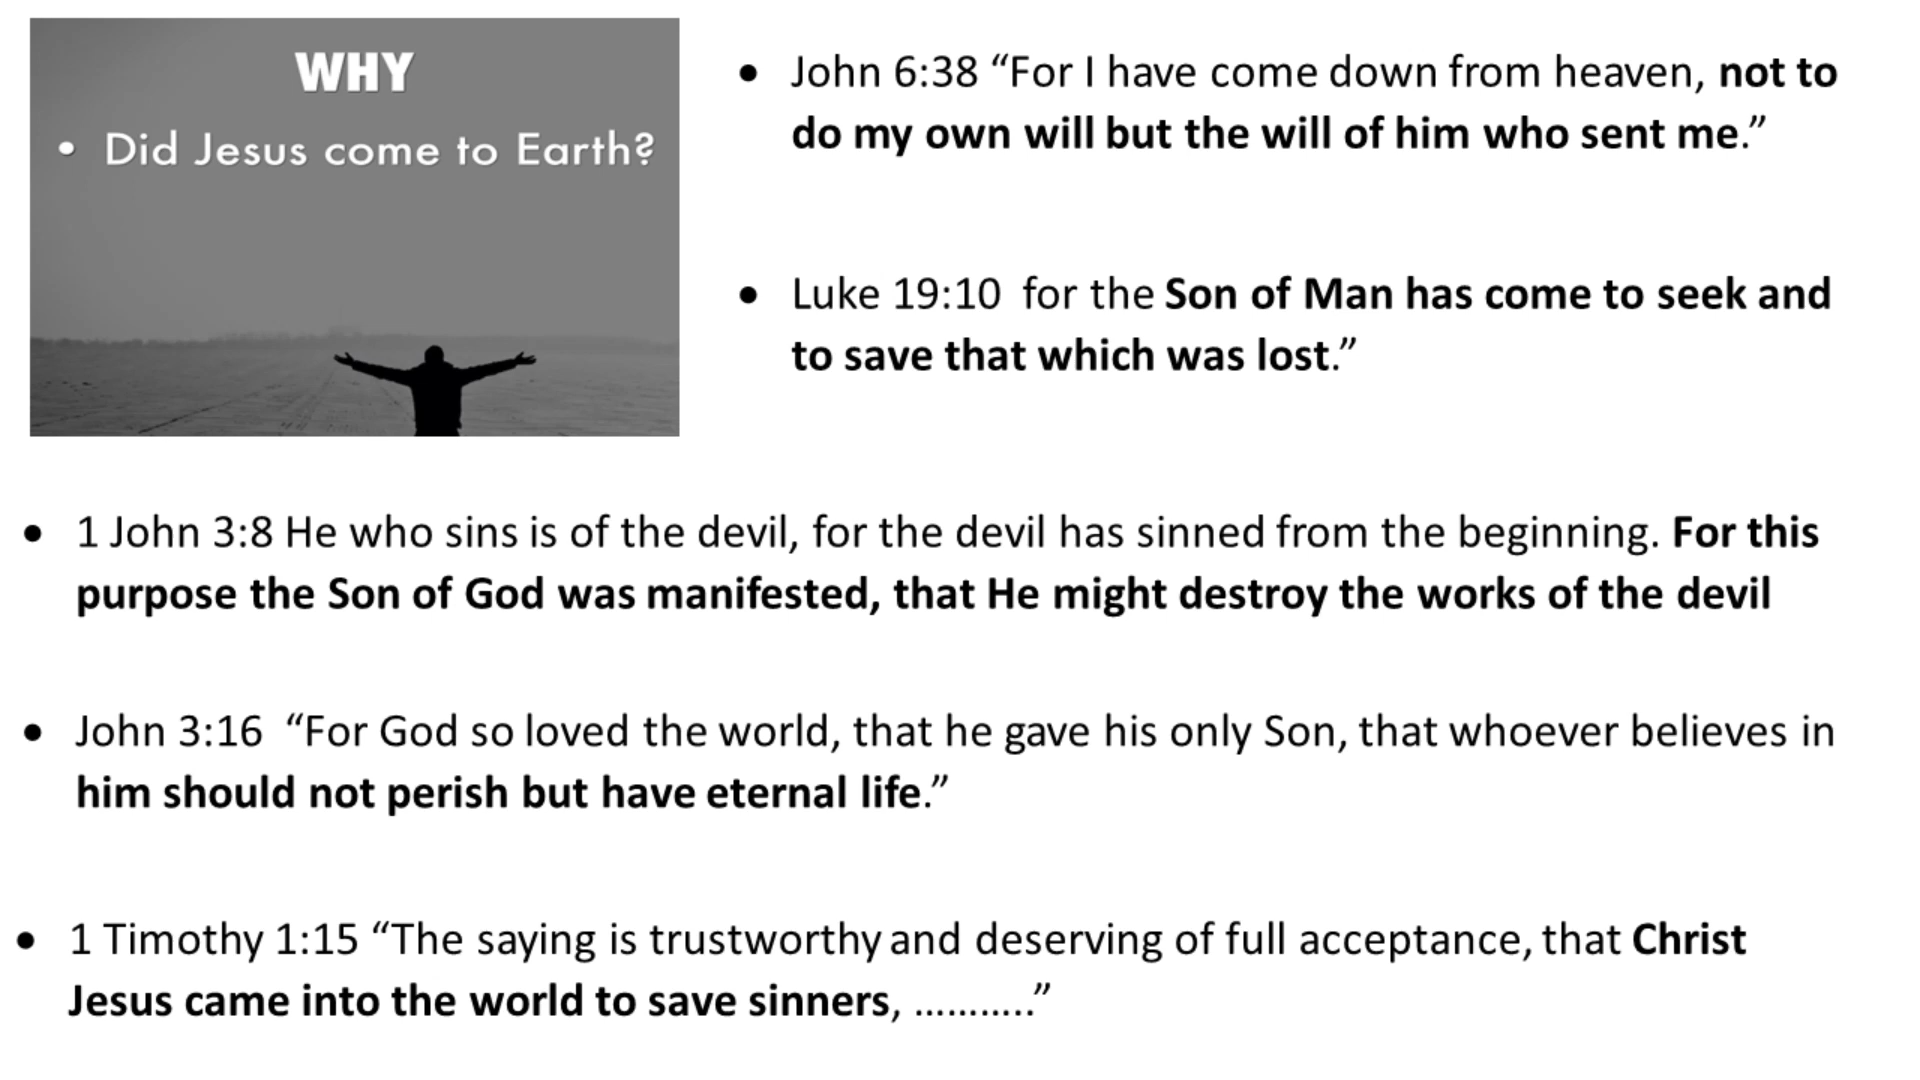 WHY
• Did Jesus come to Earth?
• John 6:38 “For I have come down from heaven, not to
do my own will but the will of him who sent me.”
• Luke 19:10  for the Son of Man has come to seek and
to save that which was lost.”
• 1 John 3:8 He who sins is of the devil, for the devil has sinned from the beginning. For this
purpose the Son of God was manifested, that He might destroy the works of the devil
• John 3:16  “For God so loved the world, that he gave his only Son, that whoever believes in
him should not perish but have eternal life.”
• 1 Timothy 1:15 “The saying is trustworthy and deserving of full acceptance, that Christ
Jesus came into the world to save sinners, ………..”